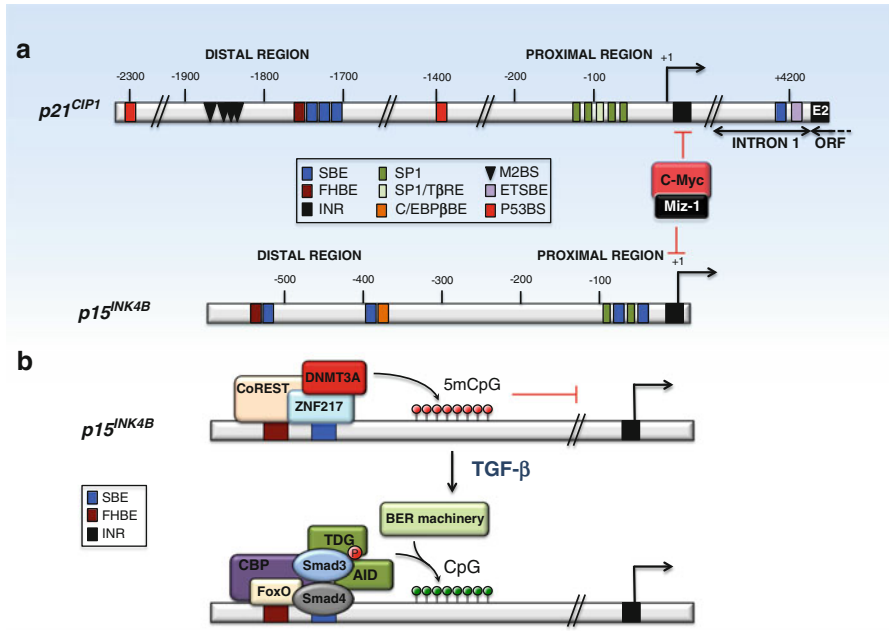 a
DISTAL REGION
PROXIMAL REGION
+1
-2300 -1900 -1800 -1700 -1400 -200 -100 +4200
p21CIP1
E2
INTRON 1
ORF
SBE
FHBE
INR
SP1
SP1/TβRE
C/EBPβBE
M2BS
ETSBE
P53BS
C-Myc
Miz-1
DISTAL REGION
PROXIMAL REGION
+1
-500 -400 -300 -200 -100
p15INK4B
b
CoREST
DNMT3A
ZNF217
5mCpG
p15INK4B
TGF-β
SBE
FHBE
INR
BER machinery
TDG
P
CBP
Smad3
AID
CpG
FoxO
Smad4